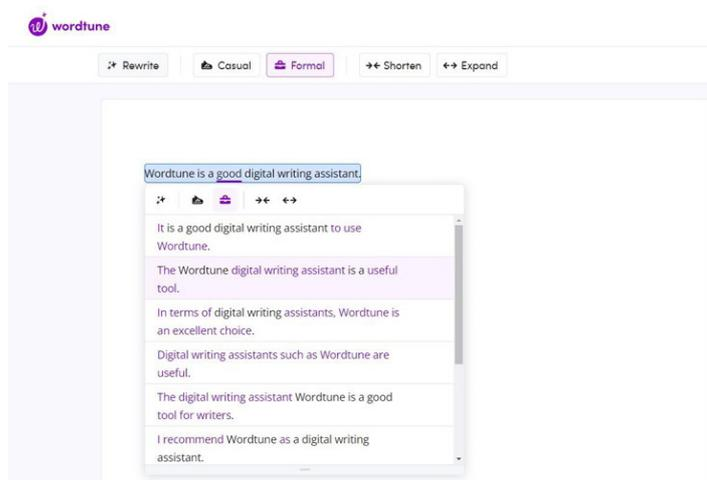 wordtune
Rewrite Casual Formal Shorten Expand
Wordtune is a good digital writing assistant.
It is a good digital writing assistant to use
Wordtune.
The Wordtune digital writing assistant is a useful
tool.
In terms of digital writing assistants, Wordtune is
an excellent choice.
Digital writing assistants such as Wordtune are
useful.
The digital writing assistant Wordtune is a good
tool for writers.
I recommend Wordtune as a digital writing
assistant.